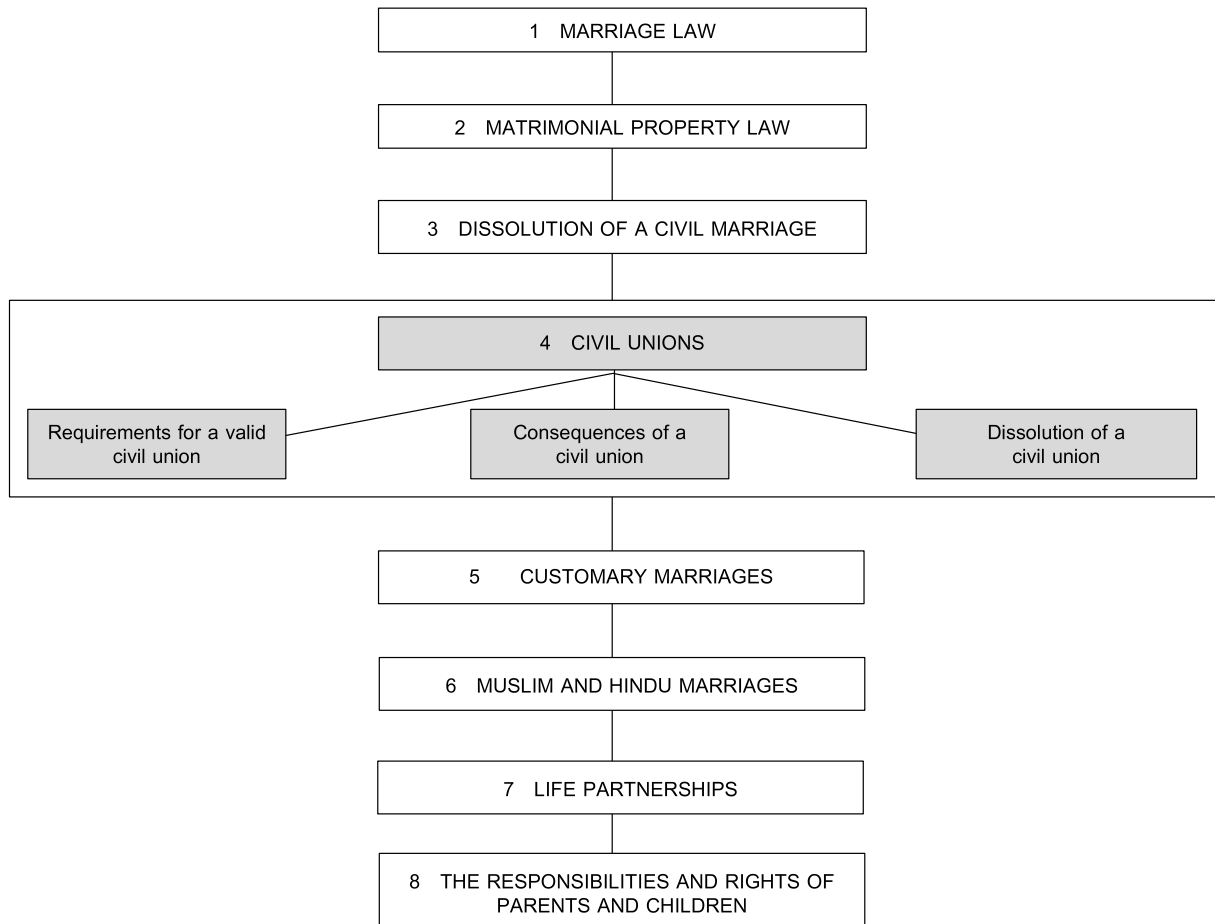 1 MARRIAGE LAW
2 MATRIMONIAL PROPERTY LAW
3 DISSOLUTION OF A CIVIL MARRIAGE
4 CIVIL UNIONS
Requirements for a valid
civil union
Consequences of a
civil union
Dissolution of a
civil union
5 CUSTOMARY MARRIAGES
6 MUSLIM AND HINDU MARRIAGES
7 LIFE PARTNERSHIPS
8 THE RESPONSIBILITIES AND RIGHTS OF
PARENTS AND CHILDREN